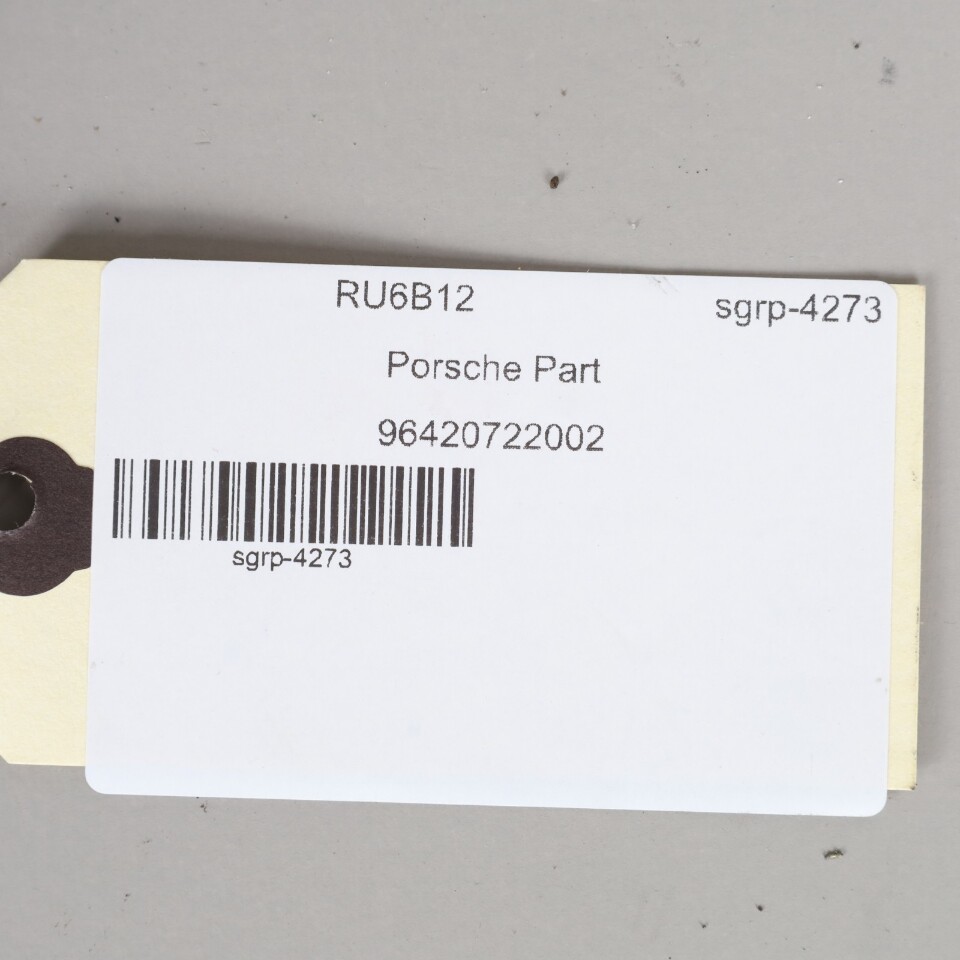 RU6B12 sgrp-4273
Porsche Part
96420722002
sgrp-4273